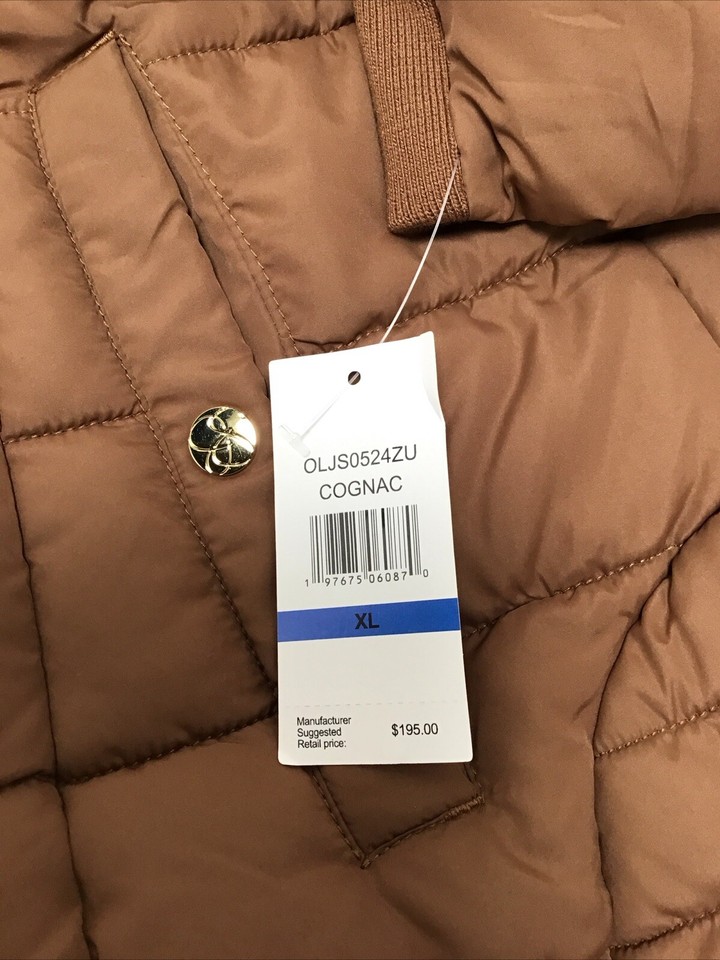 OLJS0524ZU
COGNAC
1 97675 06087 0
XL
Manufacturer
Suggested
Retail price:
$195.00